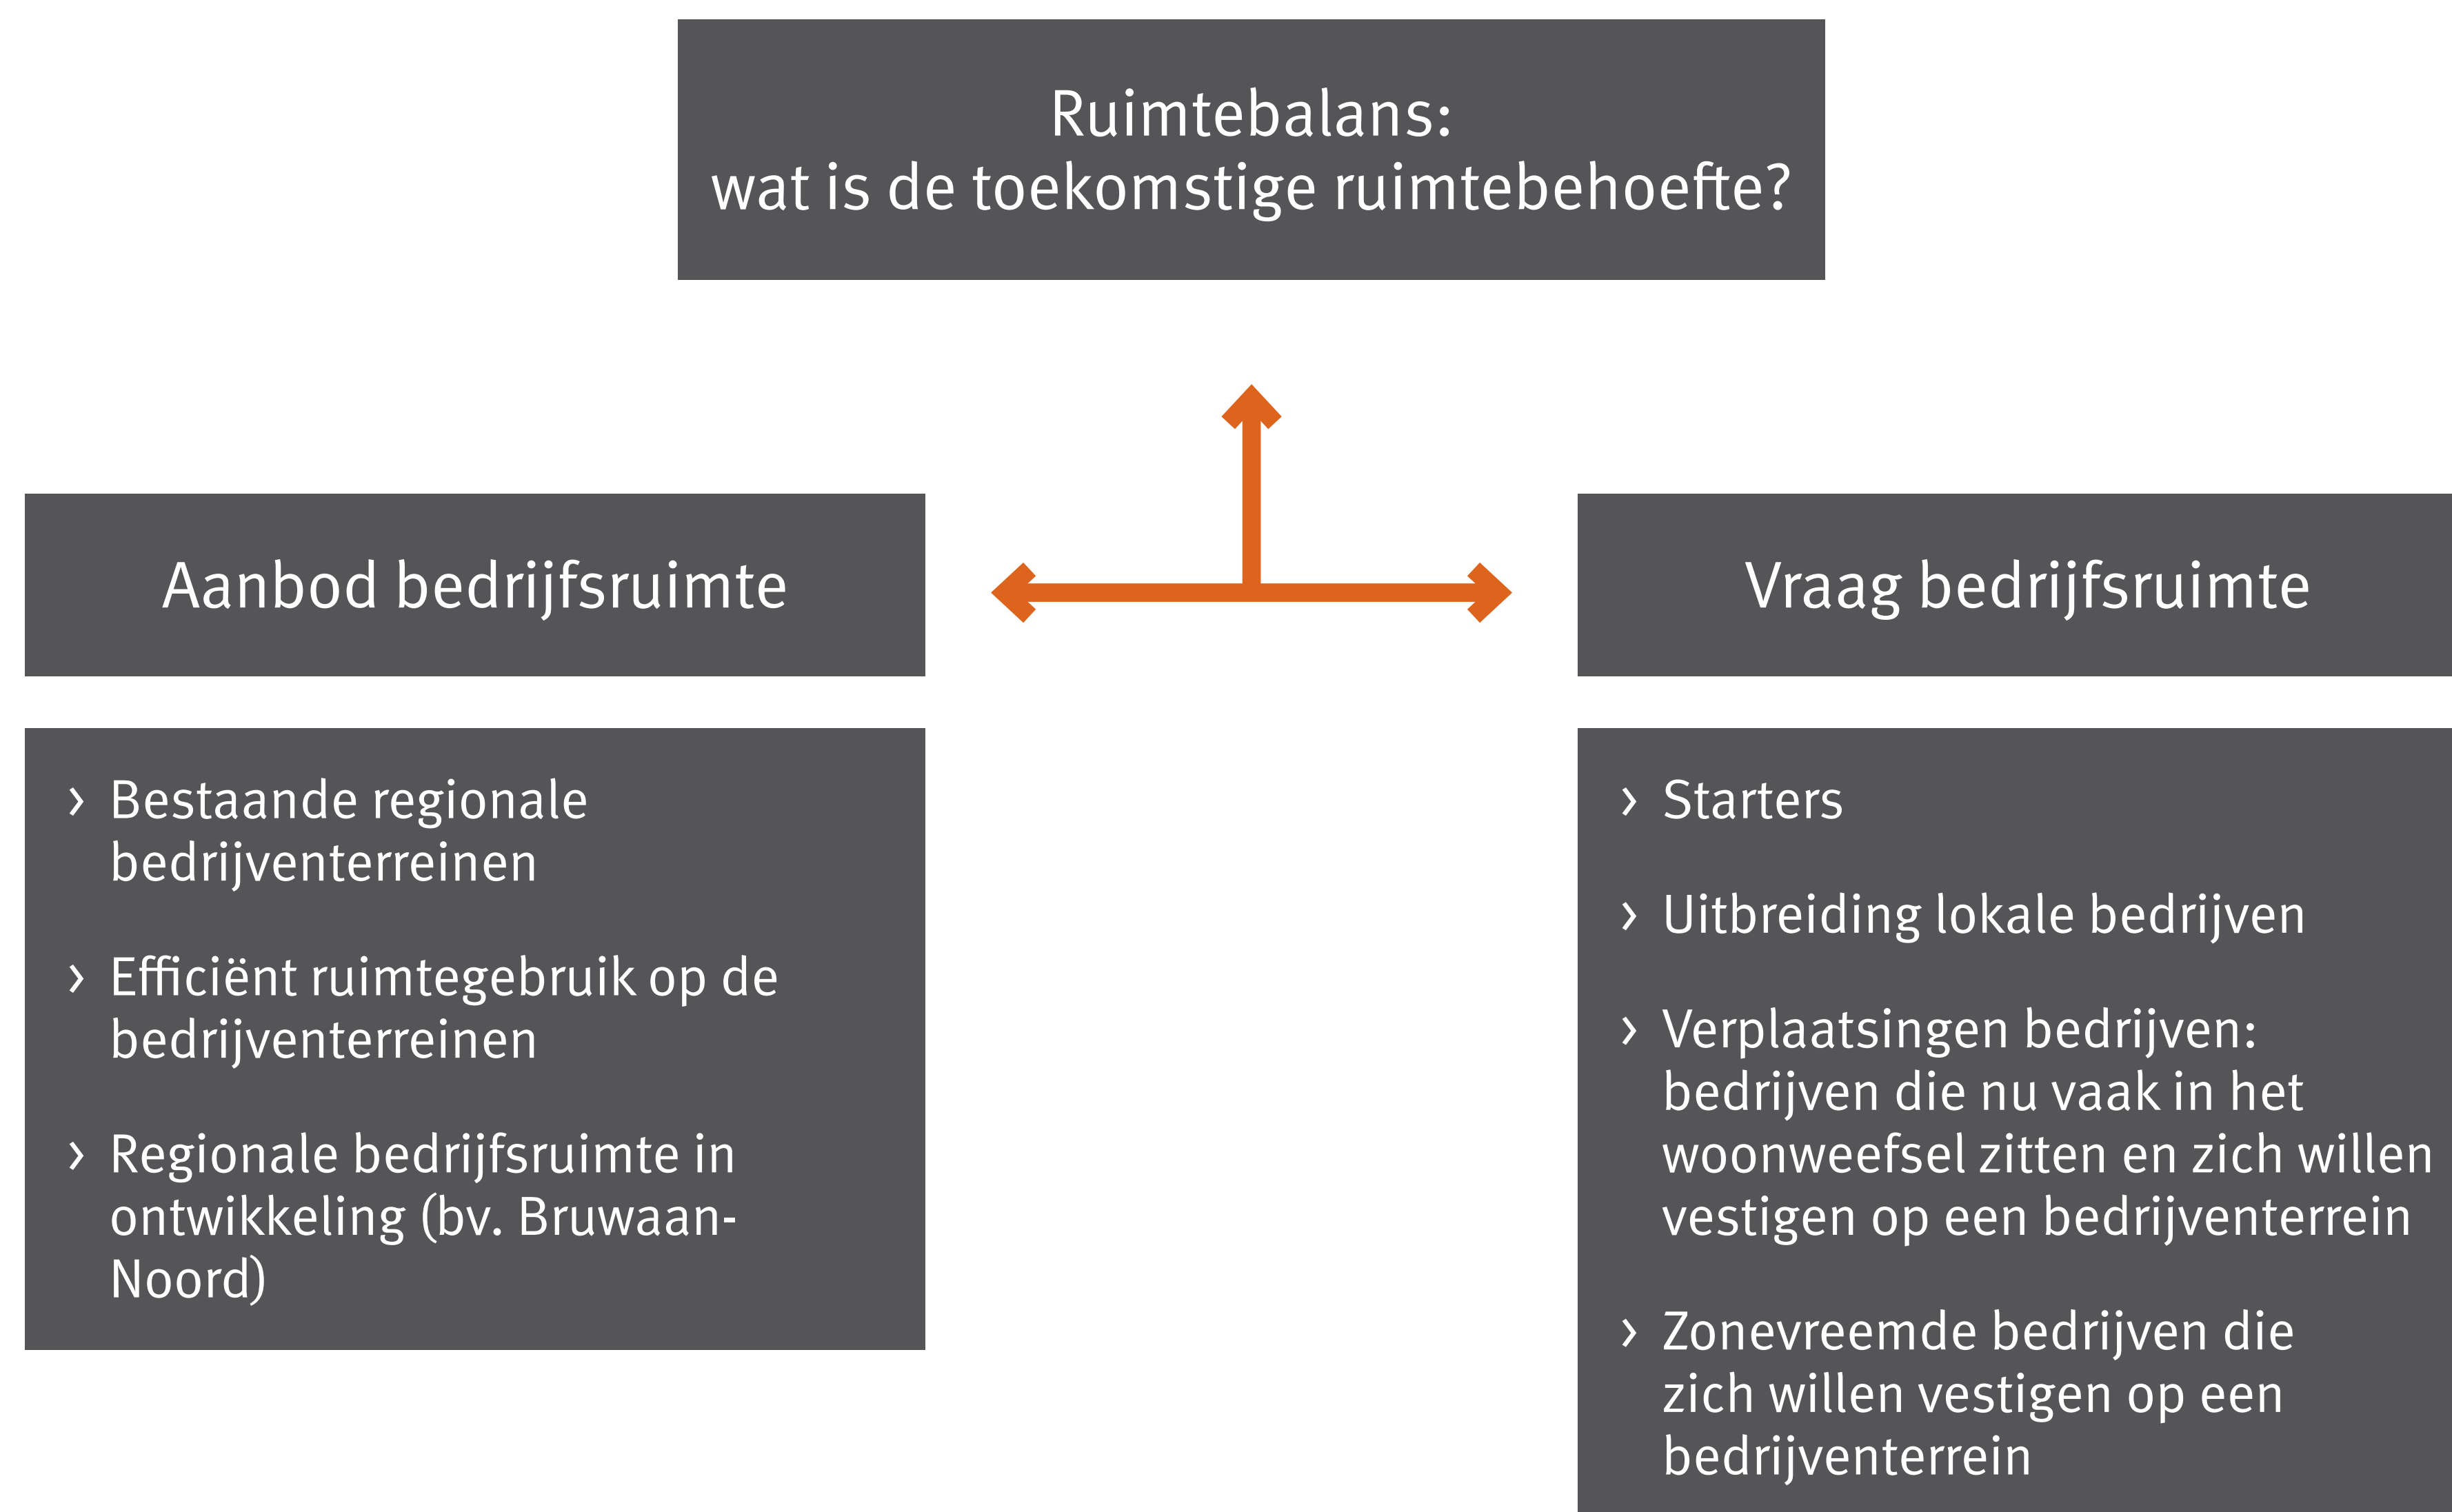 Ruimtebalans:
wat is de toekomstige ruimtebehoefte?
Aanbod bedrijfsruimte
Vraag bedrijfsruimte
› Bestaande regionale
bedrijventerreinen
› Efficiënt ruimtegebruik op de
bedrijventerreinen
› Regionale bedrijfsruimte in
ontwikkeling (bv. Bruwaan-
Noord)
› Starters
› Uitbreiding lokale bedrijven
› Verplaatsingen bedrijven:
bedrijven die nu vaak in het
woonweefsel zitten en zich willen
vestigen op een bedrijventerrein
› Zonevreemde bedrijven die
zich willen vestigen op een
bedrijventerrein